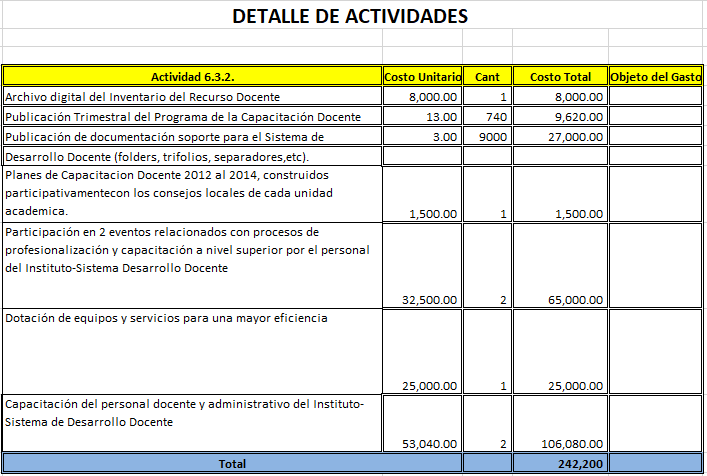 DETALLE DE ACTIVIDADES
Actividad 6.3.2. Costo Unitario Cant Costo Total Objeto del Gasto
Archivo digital del Inventario del Recurso Docente 8,000.00 1 8,000.00
Publicación Trimestral del Programa de la Capacitación Docente 13.00 740 9,620.00
Publicación de documentación soporte para el Sistema de 3.00 9000 27,000.00
Desarrollo Docente (folders, trifolios, separadores,etc).
Planes de Capacitacion Docente 2012 al 2014, construidos
participativamentecon los consejos locales de cada unidad
academica. 1,500.00 1 1,500.00
Participación en 2 eventos relacionados con procesos de
profesionalización y capacitación a nivel superior por el personal
del Instituto-Sistema Desarrollo Docente
32,500.00 2 65,000.00
Dotación de equipos y servicios para una mayor eficiencia
25,000.00 1 25,000.00
Capacitación del personal docente y administrativo del Instituto-
Sistema de Desarrollo Docente
53,040.00 2 106,080.00
Total 242,200